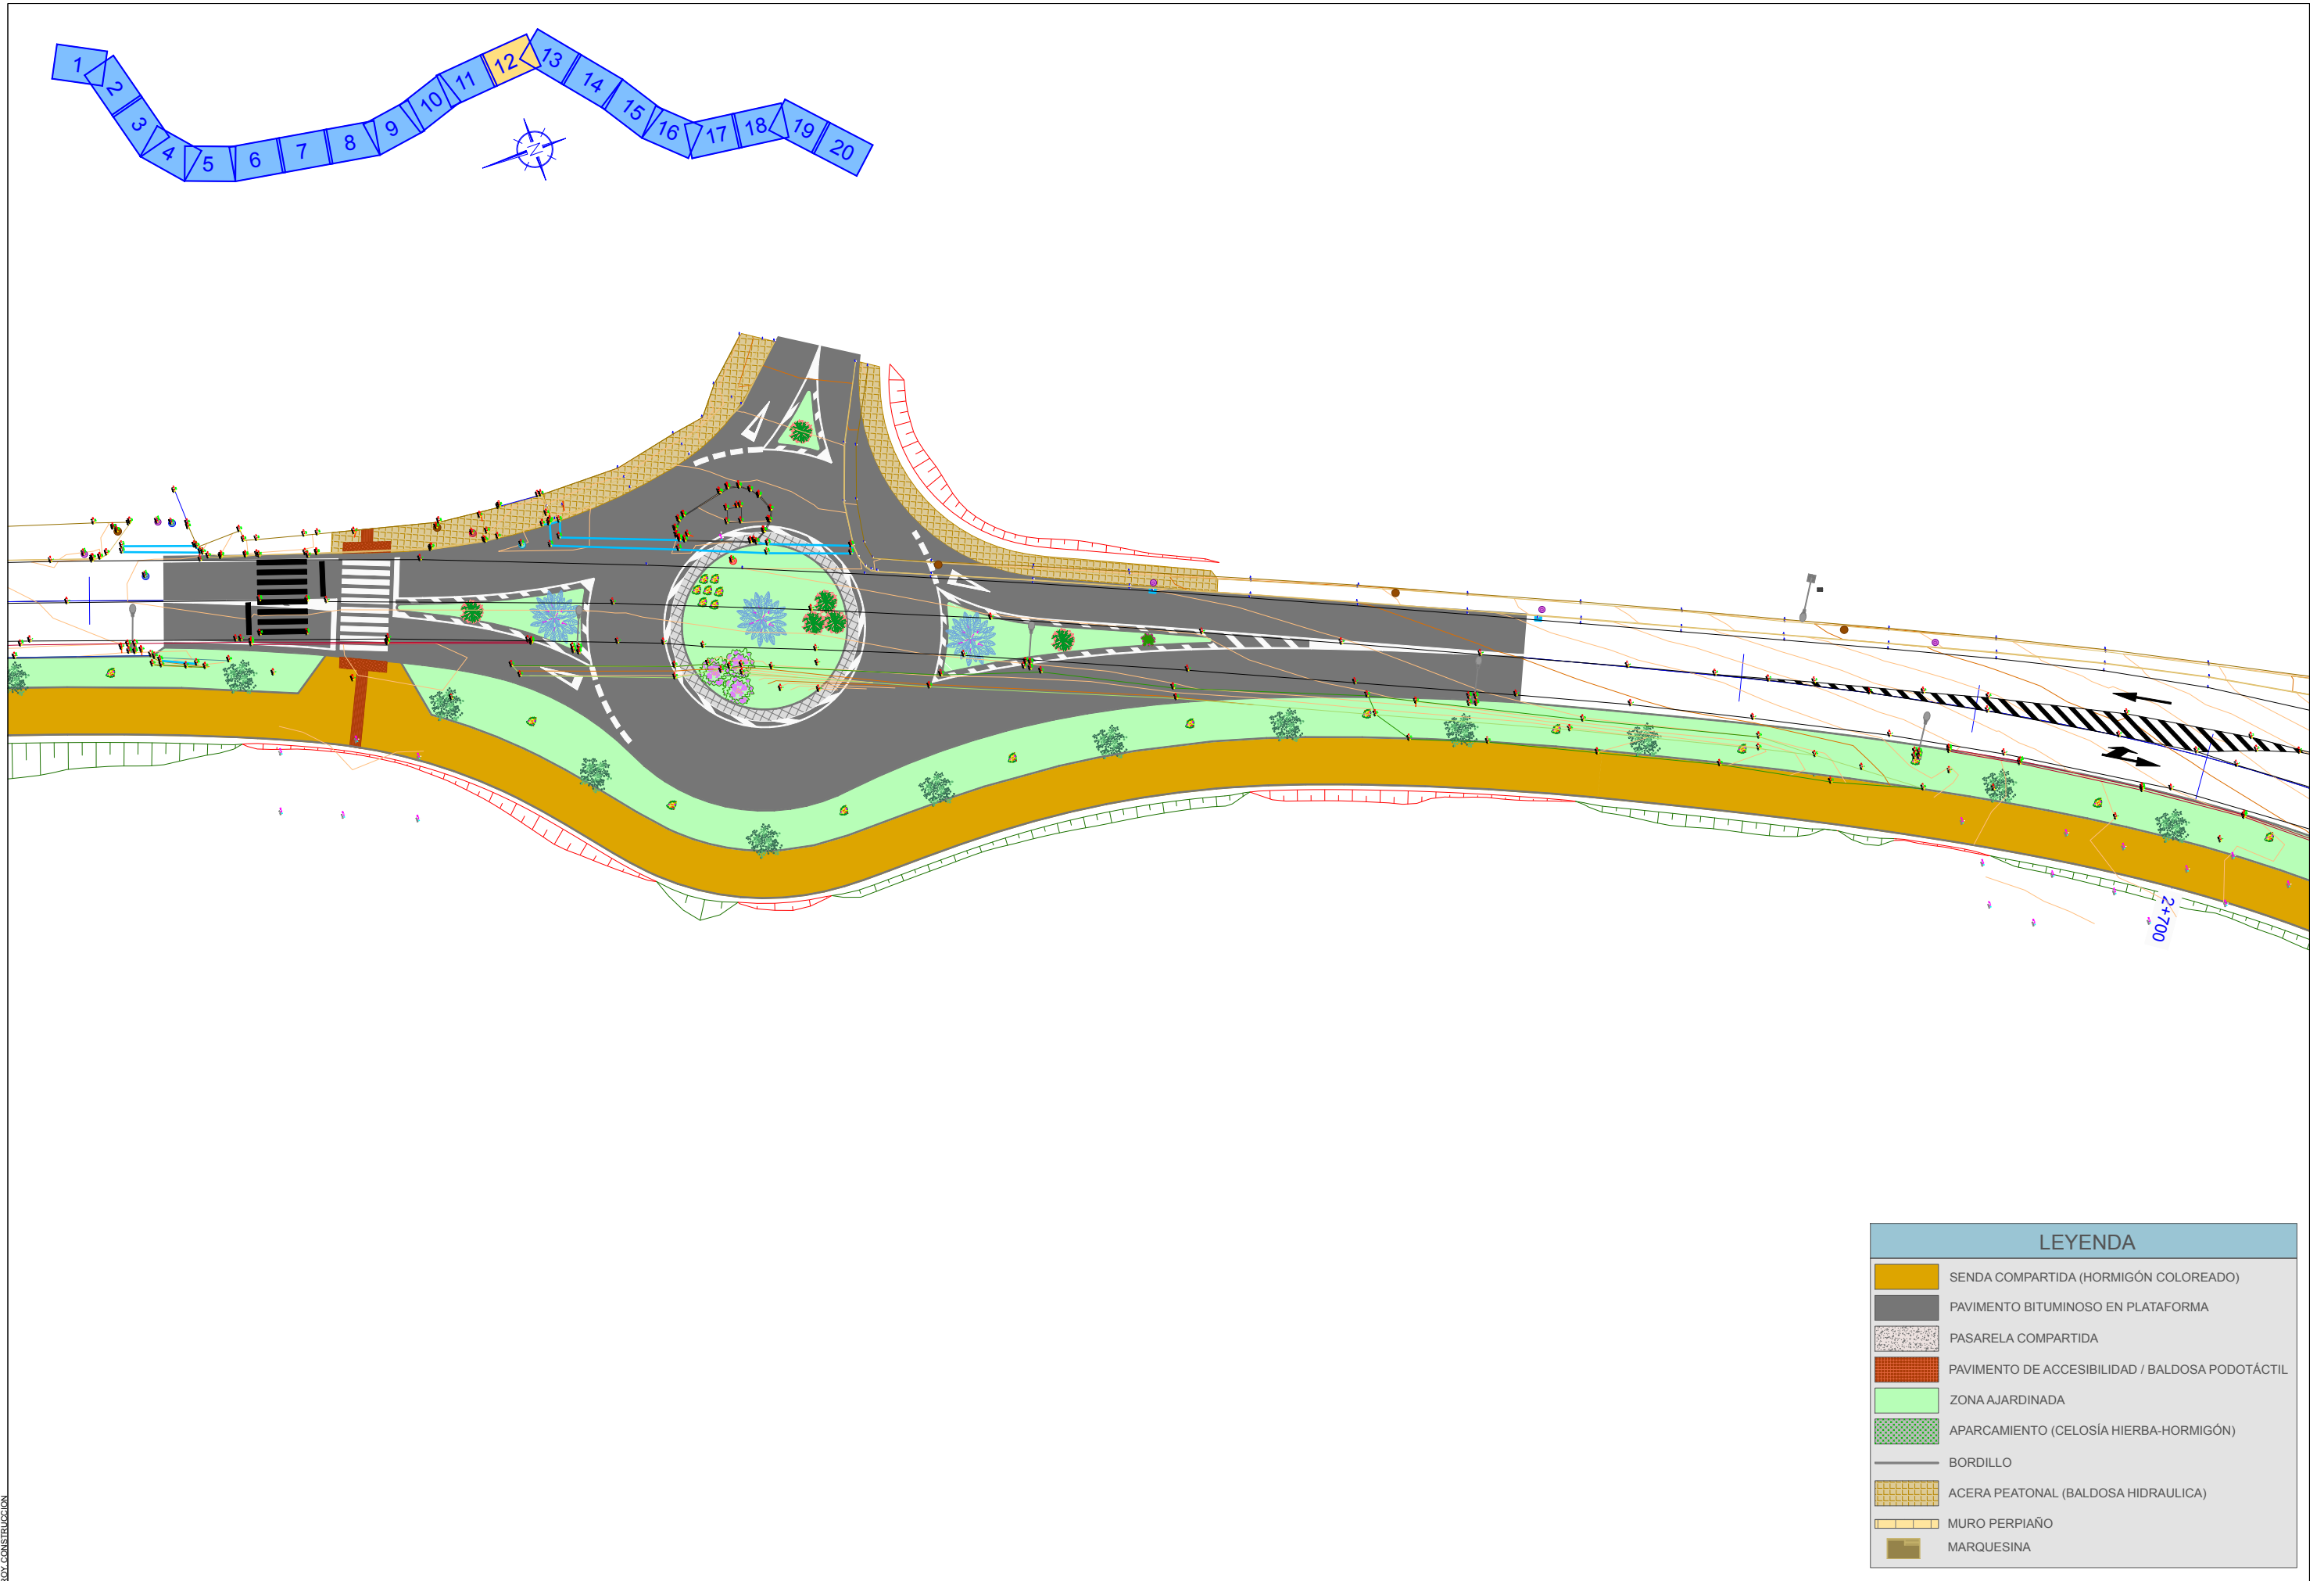 1
2
3
4
5
6
7
8
9
10
11
12
13
14
15
16
17
18
19
20
N
2+700
LEYENDA
SENDA COMPARTIDA (HORMIGÓN COLOREADO)
PAVIMENTO BITUMINOSO EN PLATAFORMA
PASARELA COMPARTIDA
PAVIMENTO DE ACCESIBILIDAD / BALDOSA PODOTÁCTIL
ZONA AJARDINADA
APARCAMIENTO (CELOSÍA HIERBA-HORMIGÓN)
BORDILLO
ACERA PEATONAL (BALDOSA HIDRAULICA)
MURO PERPIAÑO
MARQUESINA